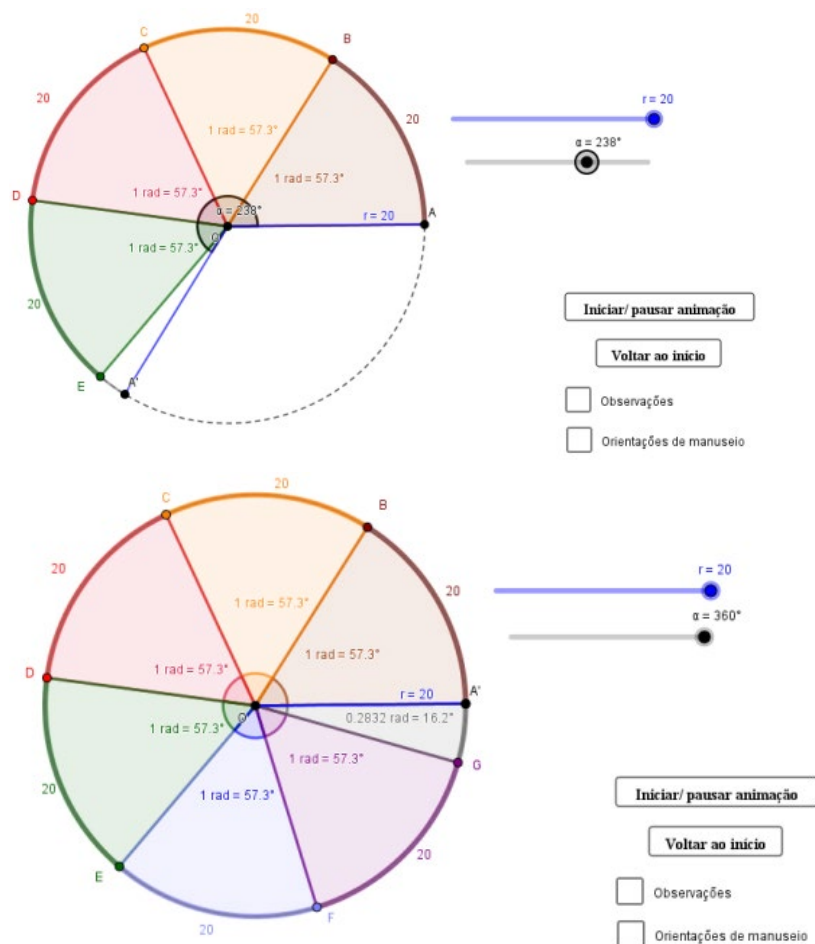 20
C
B
20
20
r = 20
α = 238°
1 rad = 57.3°
1 rad = 57.3°
1 rad = 57.3°
D
α = 238°
r = 20
A
O
1 rad = 57.3°
20
Iniciar/ pausar animação
Voltar ao início
E
A'
Observações
Orientações de manuseio
20
C
B
20
20
r = 20
α = 360°
1 rad = 57.3°
1 rad = 57.3°
1 rad = 57.3°
D
r = 20
A'
O
0.2832 rad = 16.2°
1 rad = 57.3°
1 rad = 57.3°
G
20
1 rad = 57.3°
Iniciar/ pausar animação
20
Voltar ao início
E
Observações
F
20
Orientações de manuseio